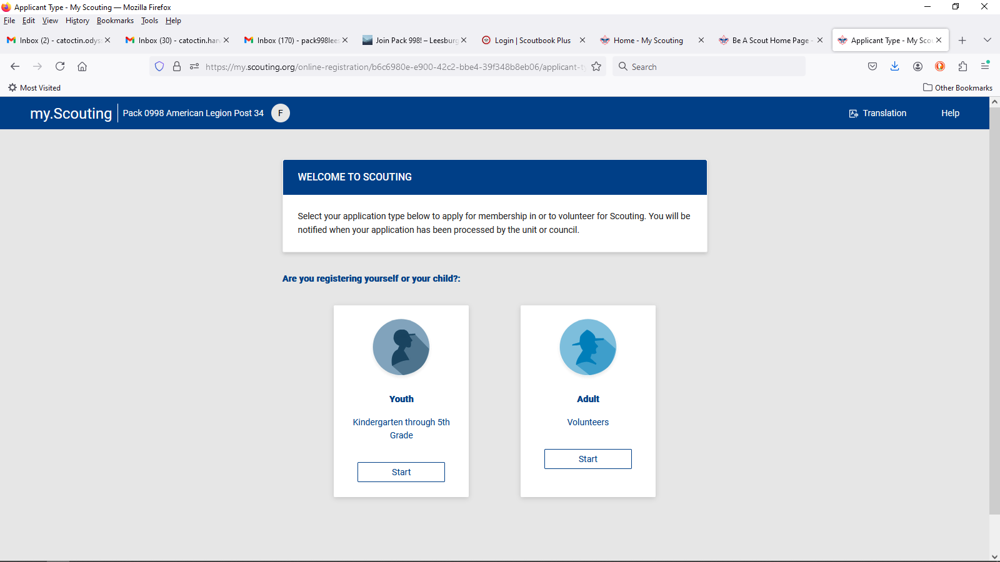 Applicant Type - My Scouting — Mozilla Firefox
File Edit View History Bookmarks Tools Help
Inbox (2) - catoctin.odys
Inbox (30) - catoctin.har
Inbox (170) - pack998lees
Join Pack 998! – Leesburg
Login | Scoutbook Plus
Home - My Scouting
Be A Scout Home Page -
Applicant Type - My Scou
https://my.scouting.org/online-registration/b6c6980e-e900-42c2-bbe4-39f348b8eb06/applicant-ty
Search
Most Visited
Other Bookmarks
my.Scouting
Pack 0998 American Legion Post 34
F
Translation
Help
WELCOME TO SCOUTING
Select your application type below to apply for membership in or to volunteer for Scouting. You will be
notified when your application has been processed by the unit or council.
Are you registering yourself or your child?:
Youth
Kindergarten through 5th
Grade
Start
Adult
Volunteers
Start